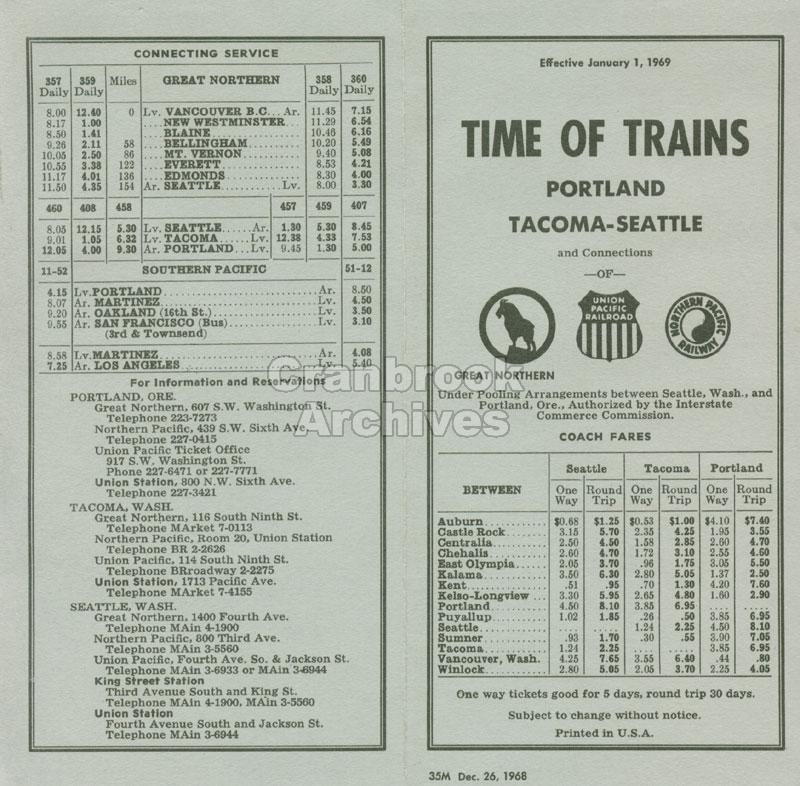 CONNECTING SERVICE
357 Daily 359 Daily Miles GREAT NORTHERN 358 Daily 360 Daily
8.00 12.40 0 Lv. VANCOUVER B.C... Ar. 11.45 7.15
8.17 1.00 ....NEW WESTMINSTER... 11.29 6.54
8.50 1.41 ....BLAINE............. 10.46 6.16
9.26 2.11 58 ....BELLINGHAM......... 10.20 5.49
10.05 2.50 86 ....MT. VERNON......... 9.40 5.08
10.55 3.38 122 ....EVERETT............ 8.53 4.21
11.17 4.01 136 ....EDMONDS............ 8.30 4.00
11.50 4.35 154 Ar. SEATTLE...........Lv. 8.00 3.30
460 408 458 457 459 407
8.05 12.15 5.30 Lv. SEATTLE......Ar. 1.30 5.30 8.45
9.01 1.05 6.32 Lv. TACOMA......Lv. 12.38 4.33 7.53
12.05 4.00 9.30 Ar. PORTLAND...Lv. 9.45 1.30 5.00
11-52 SOUTHERN PACIFIC 51-12
4.15 Lv. PORTLAND..............................Ar. 8.50
8.07 Ar. MARTINEZ..............................Lv. 4.50
9.20 Ar. OAKLAND (16th St.)....................Lv. 3.50
9.55 Ar. SAN FRANCISCO (Bus)...................Lv. 3.10
(3rd & Townsend)
8.58 Lv. MARTINEZ..............................Ar. 4.08
7.25 Ar. LOS ANGELES...........................Lv. 5.40
For Information and Reservations
PORTLAND, ORE.
Great Northern, 607 S.W. Washington St.
Telephone 223-7273
Northern Pacific, 439 S.W. Sixth Ave.
Telephone 227-0415
Union Pacific Ticket Office
917 S.W. Washington St.
Phone 227-6471 or 227-7771
Union Station, 800 N.W. Sixth Ave.
Telephone 227-3421
TACOMA, WASH.
Great Northern, 116 South Ninth St.
Telephone MArket 7-0113
Northern Pacific, Room 20, Union Station
Telephone BR 2-2626
Union Pacific, 114 South Ninth St.
Telephone BRroadway 2-2275
Union Station, 1713 Pacific Ave.
Telephone MArket 7-4155
SEATTLE, WASH.
Great Northern, 1400 Fourth Ave.
Telephone MAin 4-1900
Northern Pacific, 800 Third Ave.
Telephone MAin 3-5560
Union Pacific, Fourth Ave. So. & Jackson St.
Telephone MAin 3-6933 or MAin 3-6944
King Street Station
Third Avenue South and King St.
Telephone MAin 4-1900, MAin 3-5560
Union Station
Fourth Avenue South and Jackson St.
Telephone MAin 3-6944
Cranbrook
Archives
Effective January 1, 1969
TIME OF TRAINS
PORTLAND
TACOMA-SEATTLE
and Connections
—OF—
UNION PACIFIC RAILROAD
NORTHERN PACIFIC RAILWAY
GREAT NORTHERN
Under Pooling Arrangements between Seattle, Wash., and
Portland, Ore., Authorized by the Interstate
Commerce Commission.
COACH FARES
Seattle Tacoma Portland
BETWEEN One Way Round Trip One Way Round Trip One Way Round Trip
Auburn............ $0.68 $1.25 $0.53 $1.00 $4.10 $7.40
Castle Rock....... 3.15 5.70 2.35 4.25 1.95 3.55
Centralia......... 2.50 4.50 1.58 2.85 2.60 4.70
Chehalis.......... 2.60 4.70 1.72 3.10 2.55 4.60
East Olympia...... 2.05 3.70 .96 1.75 3.05 5.50
Kalama............ 3.50 6.30 2.80 5.05 1.37 2.50
Kent.............. .51 .95 .70 1.30 4.20 7.60
Kelso-Longview.... 3.30 5.95 2.65 4.80 1.60 2.90
Portland.......... 4.50 8.10 3.85 6.95 .... ....
Puyallup.......... 1.02 1.85 .26 .50 3.85 6.95
Seattle........... .... .... 1.24 2.25 4.50 8.10
Sumner............ .93 1.70 .30 .55 3.90 7.05
Tacoma............ 1.24 2.25 .... .... 3.85 6.95
Vancouver, Wash. 4.25 7.65 3.55 6.40 .44 .80
Winlock........... 2.80 5.05 2.05 3.70 2.25 4.05
One way tickets good for 5 days, round trip 30 days.
Subject to change without notice.
Printed in U.S.A.
35M Dec. 26, 1968